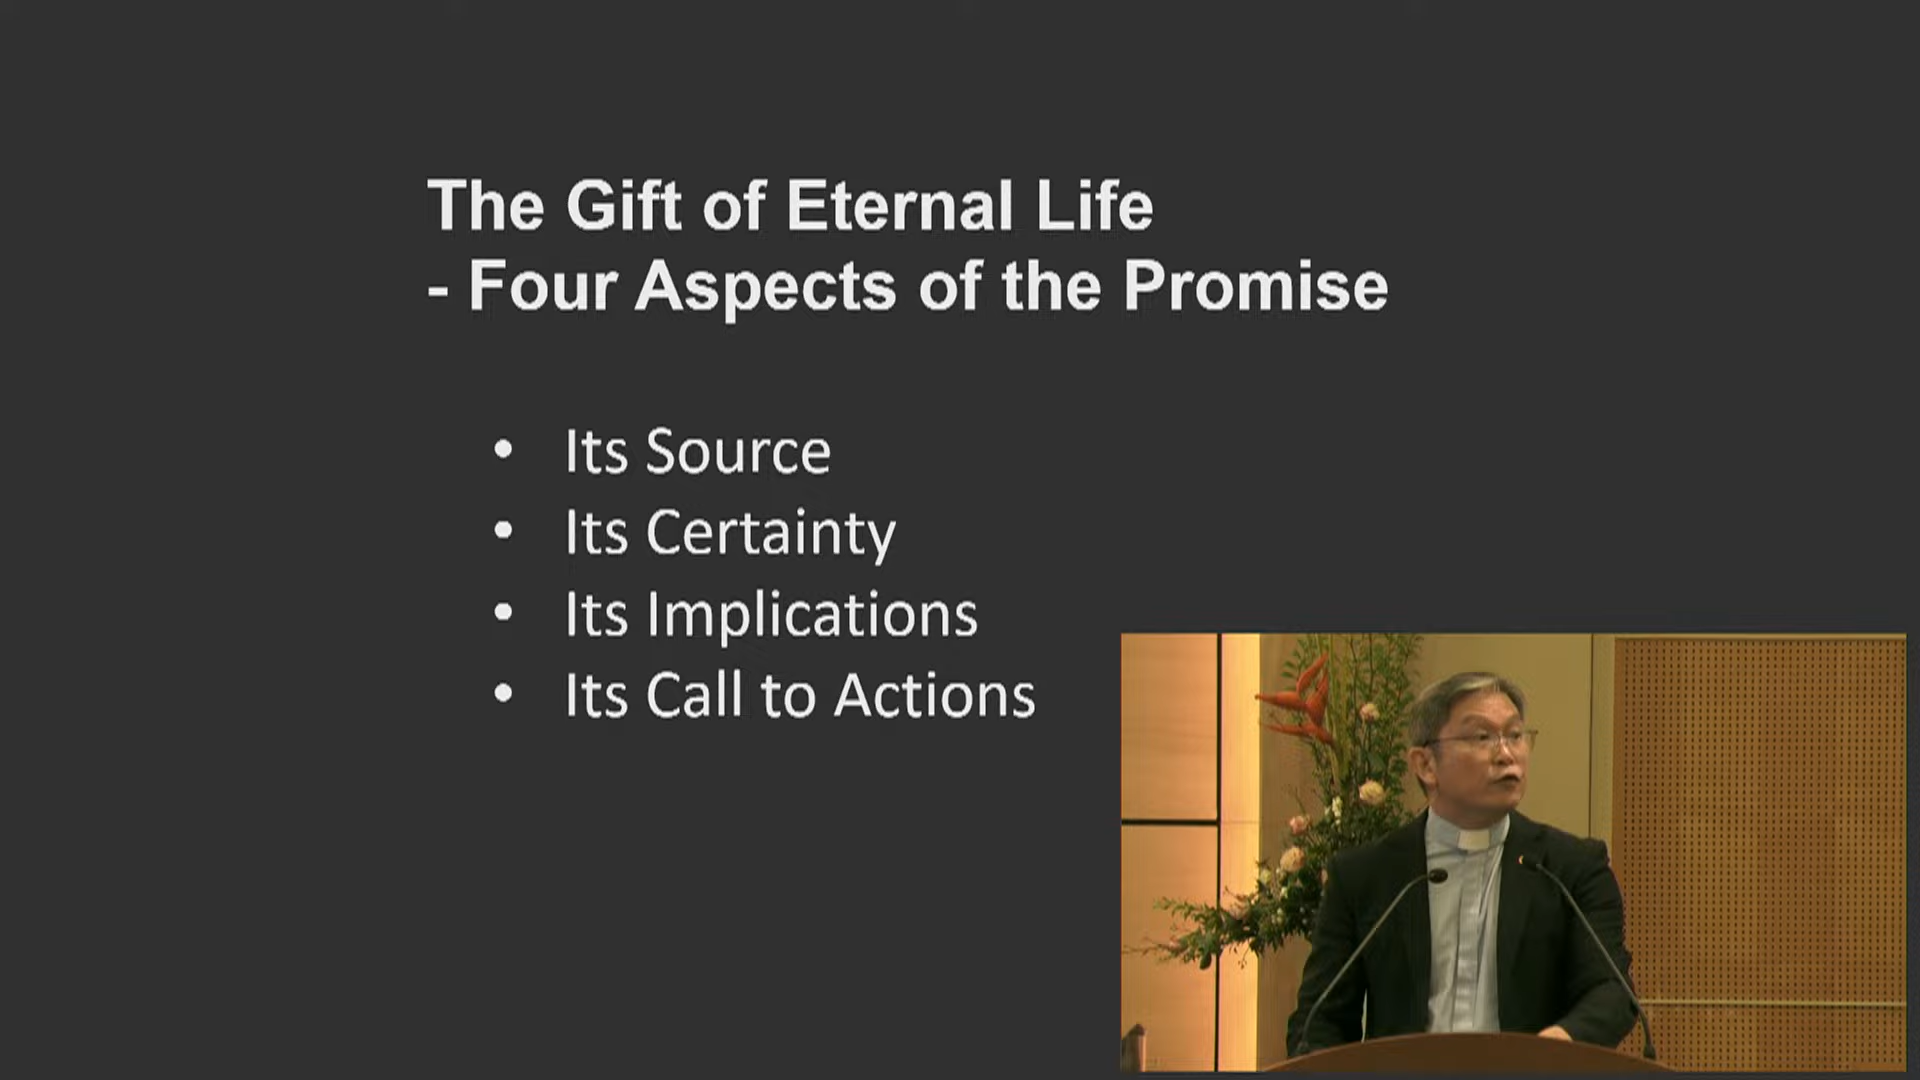 The Gift of Eternal Life
- Four Aspects of the Promise
• Its Source
• Its Certainty
• Its Implications
• Its Call to Actions